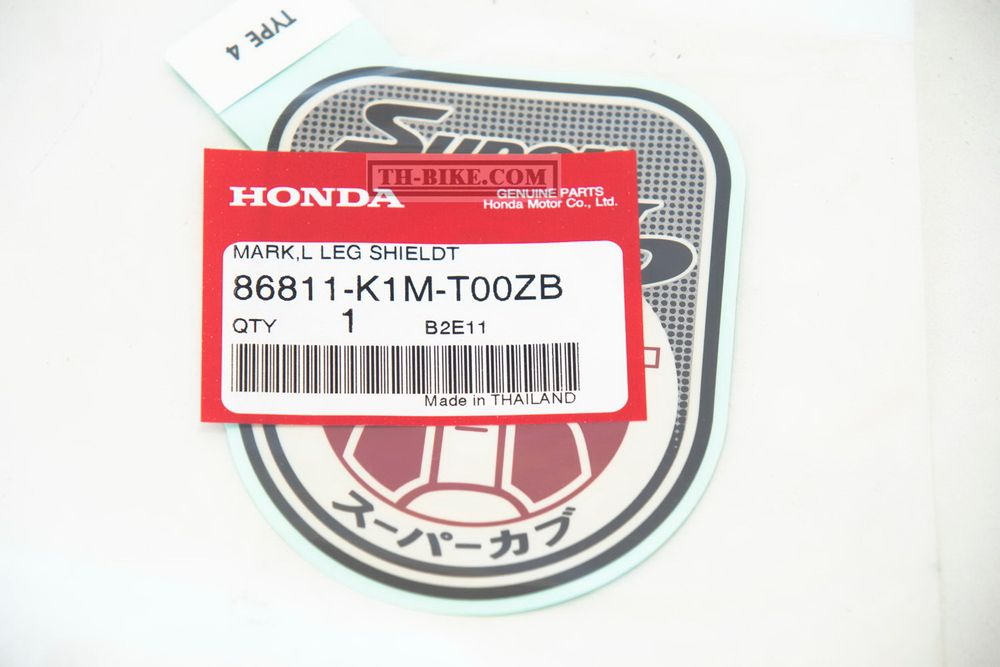 TYPE 4
Super
HONDA
TH-BIKE.COM
GENUINE PARTS
Honda Motor Co., Ltd.
MARK,L LEG SHIELDT
86811-K1M-T00ZB
QTY 1 B2E11
Made in THAILAND
スーパーカブ